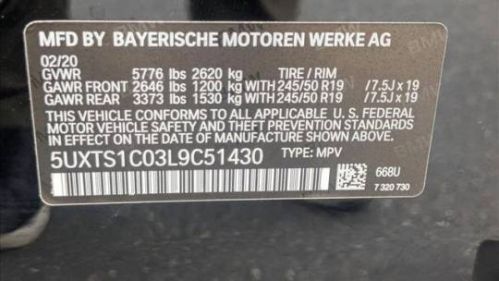 MFD BY BAYERISCHE MOTOREN WERKE AG
02/20
GVWR 5776 lbs 2620 kg TIRE / RIM
GAWR FRONT 2646 lbs 1200 kg WITH 245/50 R19 /7.5J x 19
GAWR REAR 3373 lbs 1530 kg WITH 245/50 R19 /7.5J x 19
THIS VEHICLE CONFORMS TO ALL APPLICABLE U. S. FEDERAL
MOTOR VEHICLE SAFETY, BUMPER, AND THEFT PREVENTION STANDARDS
IN EFFECT ON THE DATE OF MANUFACTURE SHOWN ABOVE.
5UXTS1C03L9C51430 TYPE: MPV
668U
7 320 730